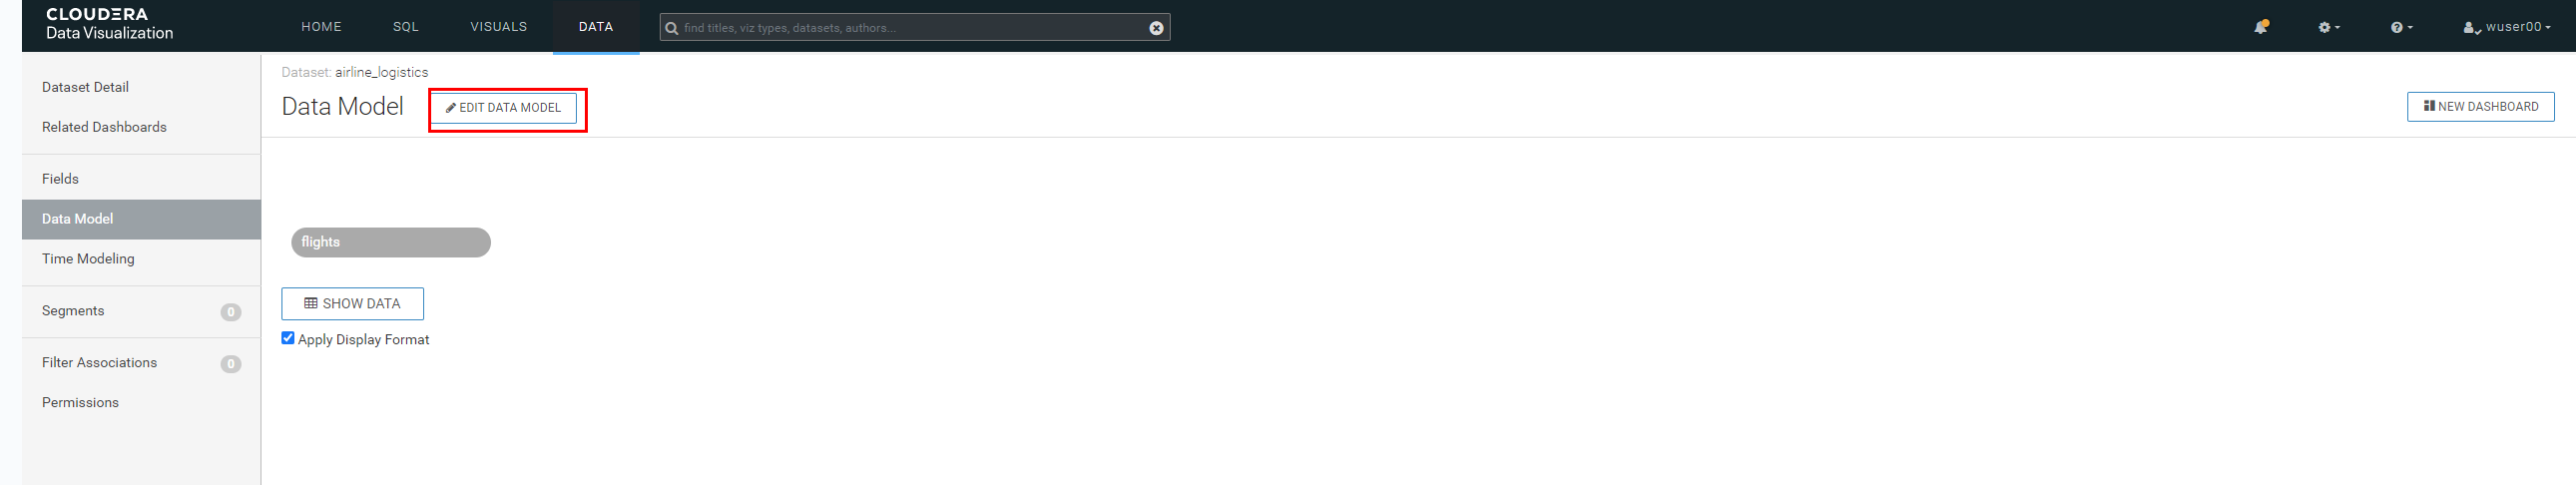 CLOUDERA
Data Visualization
HOME SQL VISUALS DATA
find titles, viz types, datasets, authors...
wuser00
Dataset Detail
Related Dashboards
Fields
Data Model
Time Modeling
Segments 0
Filter Associations 0
Permissions
Dataset: airline_logistics
Data Model EDIT DATA MODEL
NEW DASHBOARD
flights
SHOW DATA
Apply Display Format